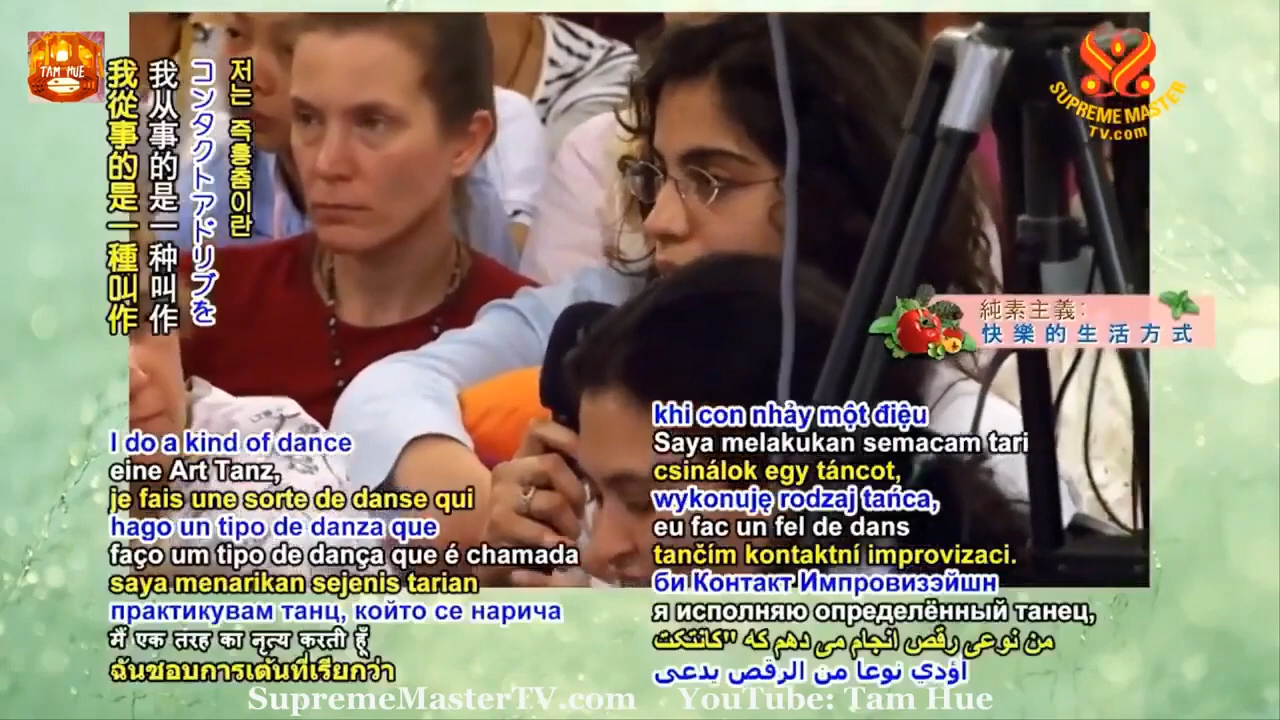 TAM HUE
我從事的是一種叫作
我从事的是一种叫作
コンタクトアドリブを
저는 즉흥춤이란
SUPREME MASTER
TV.com
純素主義：
快樂的生活方式
I do a kind of dance
eine Art Tanz,
je fais une sorte de danse qui
hago un tipo de danza que
faço um tipo de dança que é chamada
saya menarikan sejenis tarian
практикувам танц, който се нарича
मैं एक तरह का नृत्य करती हूँ
ฉันชอบการเต้นที่เรียกว่า
khi con nhảy một điệu
Saya melakukan semacam tari
csinálok egy táncot,
wykonuję rodzaj tańca,
eu fac un fel de dans
tančím kontaktní improvizaci.
би Контакт Импровизэйшн
я исполняю определённый танец,
من نوعی رقص انجام می دهم که "کانتکت
اؤدي نوعا من الرقص يدعى
SupremeMasterTV.com YouTube: Tam Hue